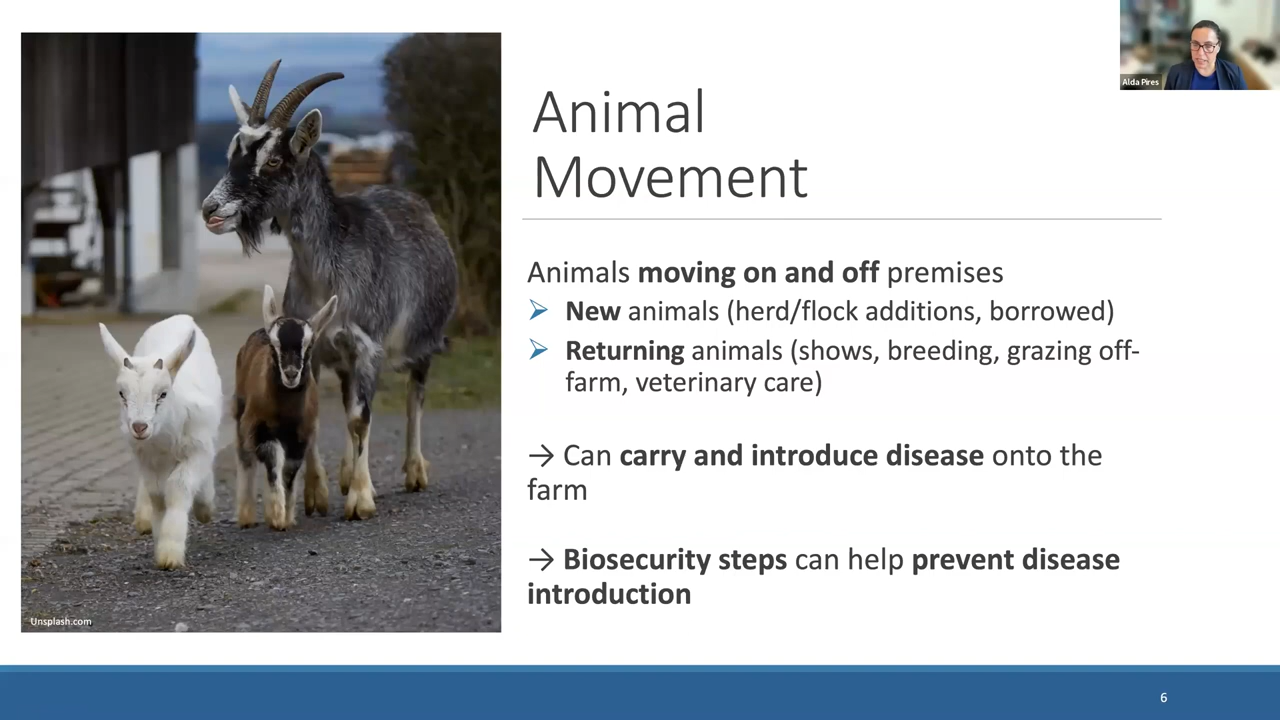 Alda Pires
Animal
Movement
Animals moving on and off premises
➢ New animals (herd/flock additions, borrowed)
➢ Returning animals (shows, breeding, grazing off-
farm, veterinary care)
→ Can carry and introduce disease onto the
farm
→ Biosecurity steps can help prevent disease
introduction
Unsplash.com
6